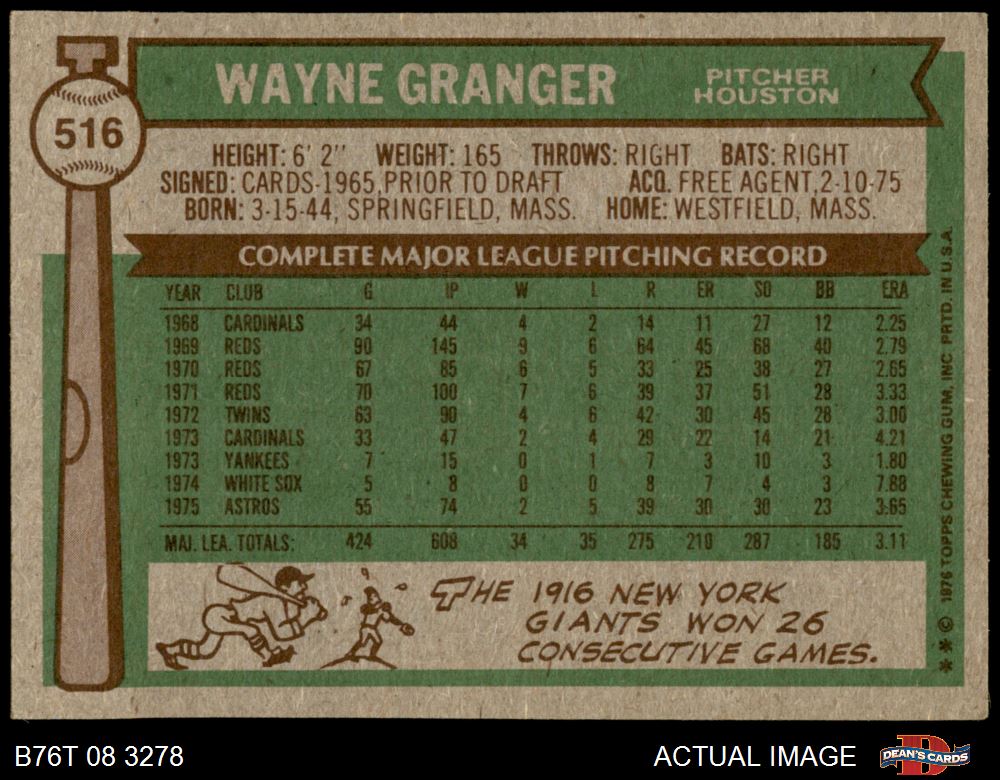 WAYNE GRANGER
PITCHER
HOUSTON
516
HEIGHT: 6' 2" WEIGHT: 165 THROWS: RIGHT BATS: RIGHT
SIGNED: CARDS-1965, PRIOR TO DRAFT ACQ. FREE AGENT, 2-10-75
BORN: 3-15-44, SPRINGFIELD, MASS. HOME: WESTFIELD, MASS.
COMPLETE MAJOR LEAGUE PITCHING RECORD
YEAR CLUB G IP W L R ER SO BB ERA
1968 CARDINALS 34 44 4 2 14 11 27 12 2.25
1969 REDS 90 145 9 6 64 45 68 40 2.79
1970 REDS 67 85 6 5 33 25 38 27 2.65
1971 REDS 70 100 7 6 39 37 51 28 3.33
1972 TWINS 63 90 4 6 42 30 45 28 3.00
1973 CARDINALS 33 47 2 4 29 22 14 21 4.21
1973 YANKEES 7 15 0 1 7 3 10 3 1.80
1974 WHITE SOX 5 8 0 0 8 7 4 3 7.88
1975 ASTROS 55 74 2 5 39 30 30 23 3.65
MAJ. LEA. TOTALS: 424 608 34 35 275 210 287 185 3.11
THE 1916 NEW YORK
GIANTS WON 26
CONSECUTIVE GAMES.
** © 1976 TOPPS CHEWING GUM, INC. PRTD. IN U.S.A.
B76T 08 3278
ACTUAL IMAGE
D
DEAN'S CARDS